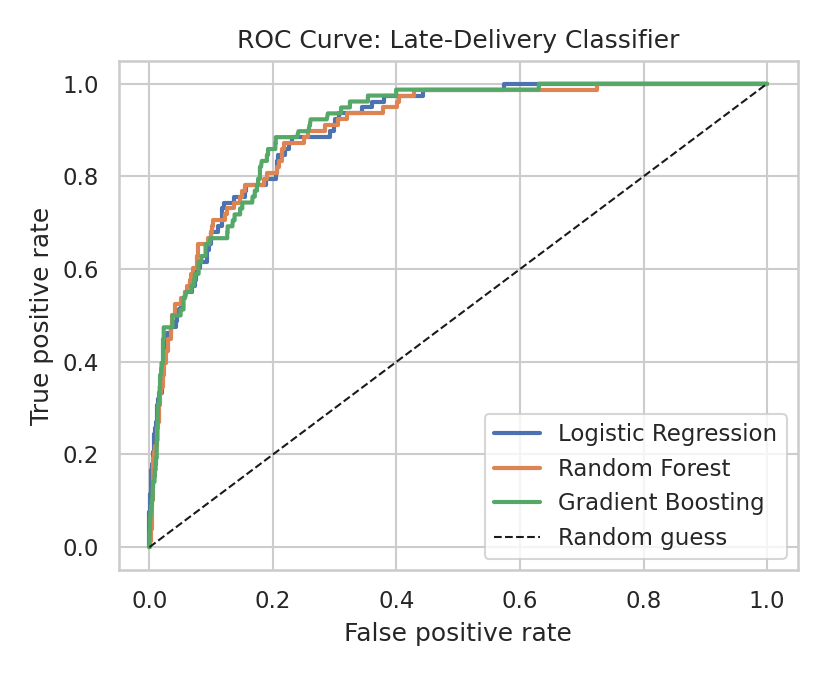 ROC Curve: Late-Delivery Classifier
True positive rate
1.0
0.8
0.6
0.4
0.2
0.0
Logistic Regression
Random Forest
Gradient Boosting
Random guess
0.0 0.2 0.4 0.6 0.8 1.0
False positive rate